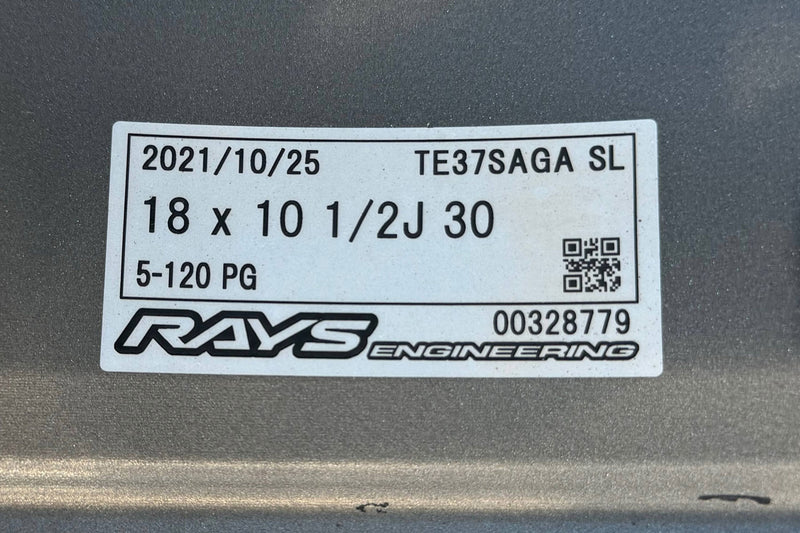 2021/10/25 TE37SAGA SL
18 x 10 1/2J 30
5-120 PG
00328779
RAYS ENGINEERING